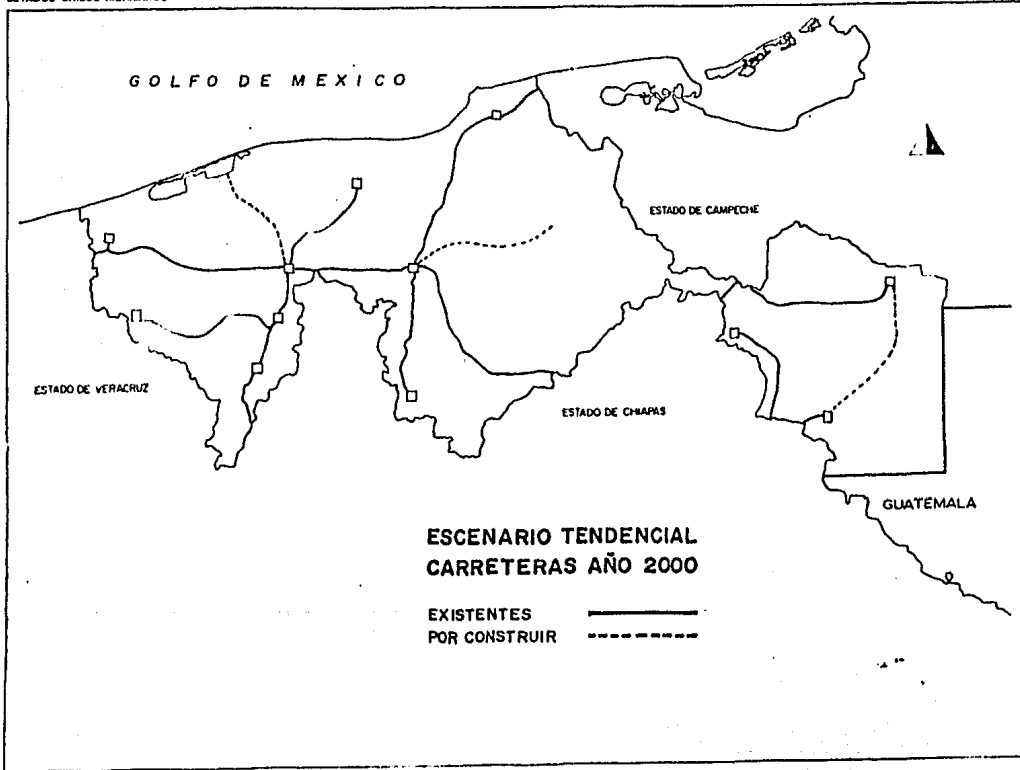 GOLFO DE MEXICO
ESTADO DE CAMPECHE
ESTADO DE VERACRUZ
ESTADO DE CHIAPAS
GUATEMALA
ESCENARIO TENDENCIAL
CARRETERAS AÑO 2000
EXISTENTES
POR CONSTRUIR